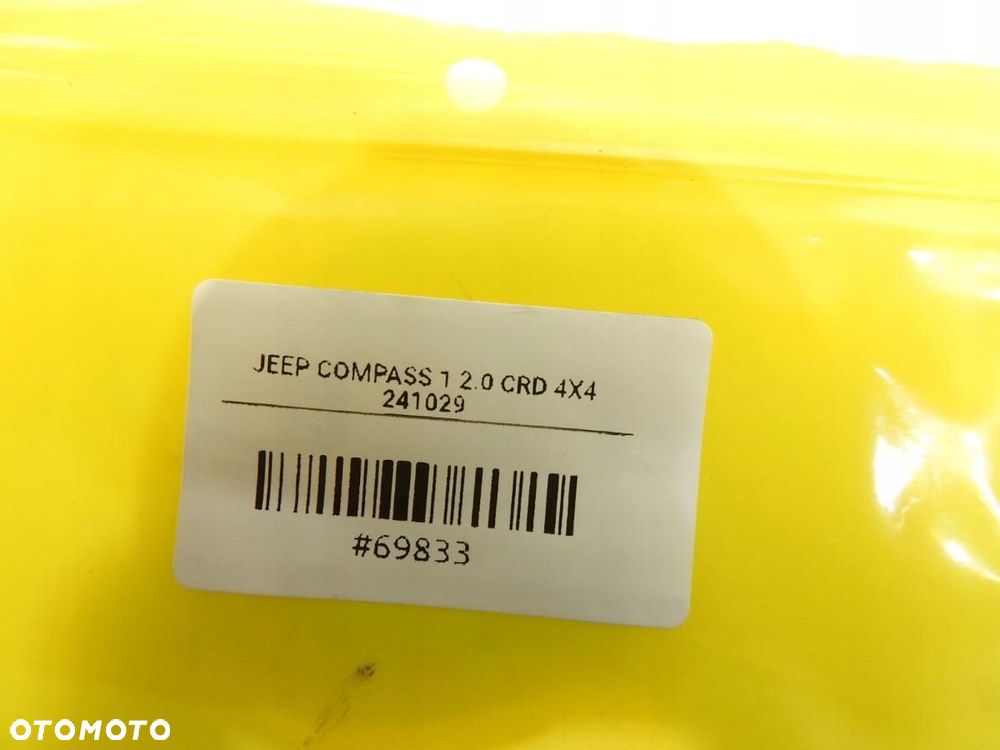 JEEP COMPASS 1 2.0 CRD 4X4
241029
#69833
OTOMOTO